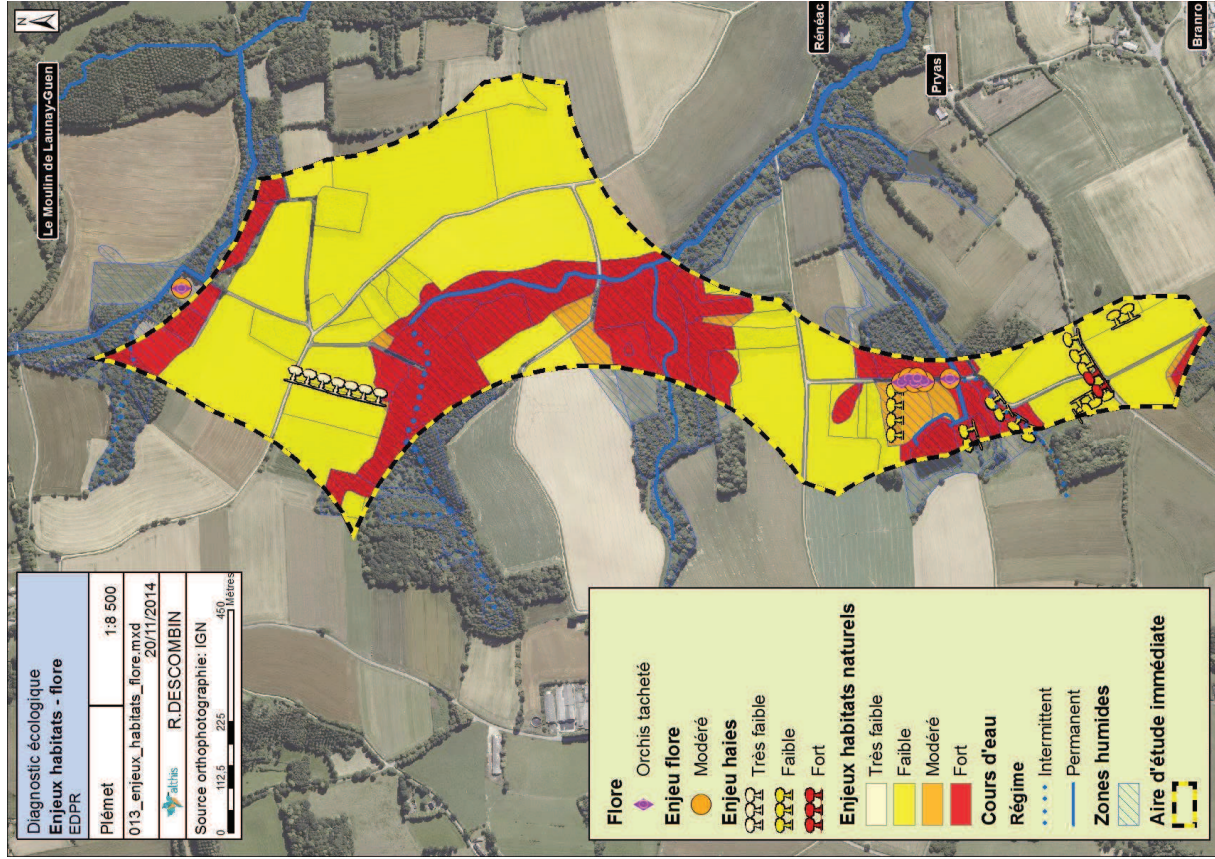 Diagnostic écologique
Enjeux habitats - flore
EDPR
Plémet
1:8 500
013_enjeux_habitats_flore.mxd
20/11/2014
althis
R.DESCOMBIN
Source orthophotographie: IGN
0 112,5 225 450
Mètres
N
Le Moulin de Launay-Guen
Rénéac
Pryas
Branro
Flore
Orchis tacheté
Enjeu flore
Modéré
Enjeu haies
Très faible
Faible
Fort
Enjeux habitats naturels
Très faible
Faible
Modéré
Fort
Cours d'eau
Régime
Intermittent
Permanent
Zones humides
Aire d'étude immédiate